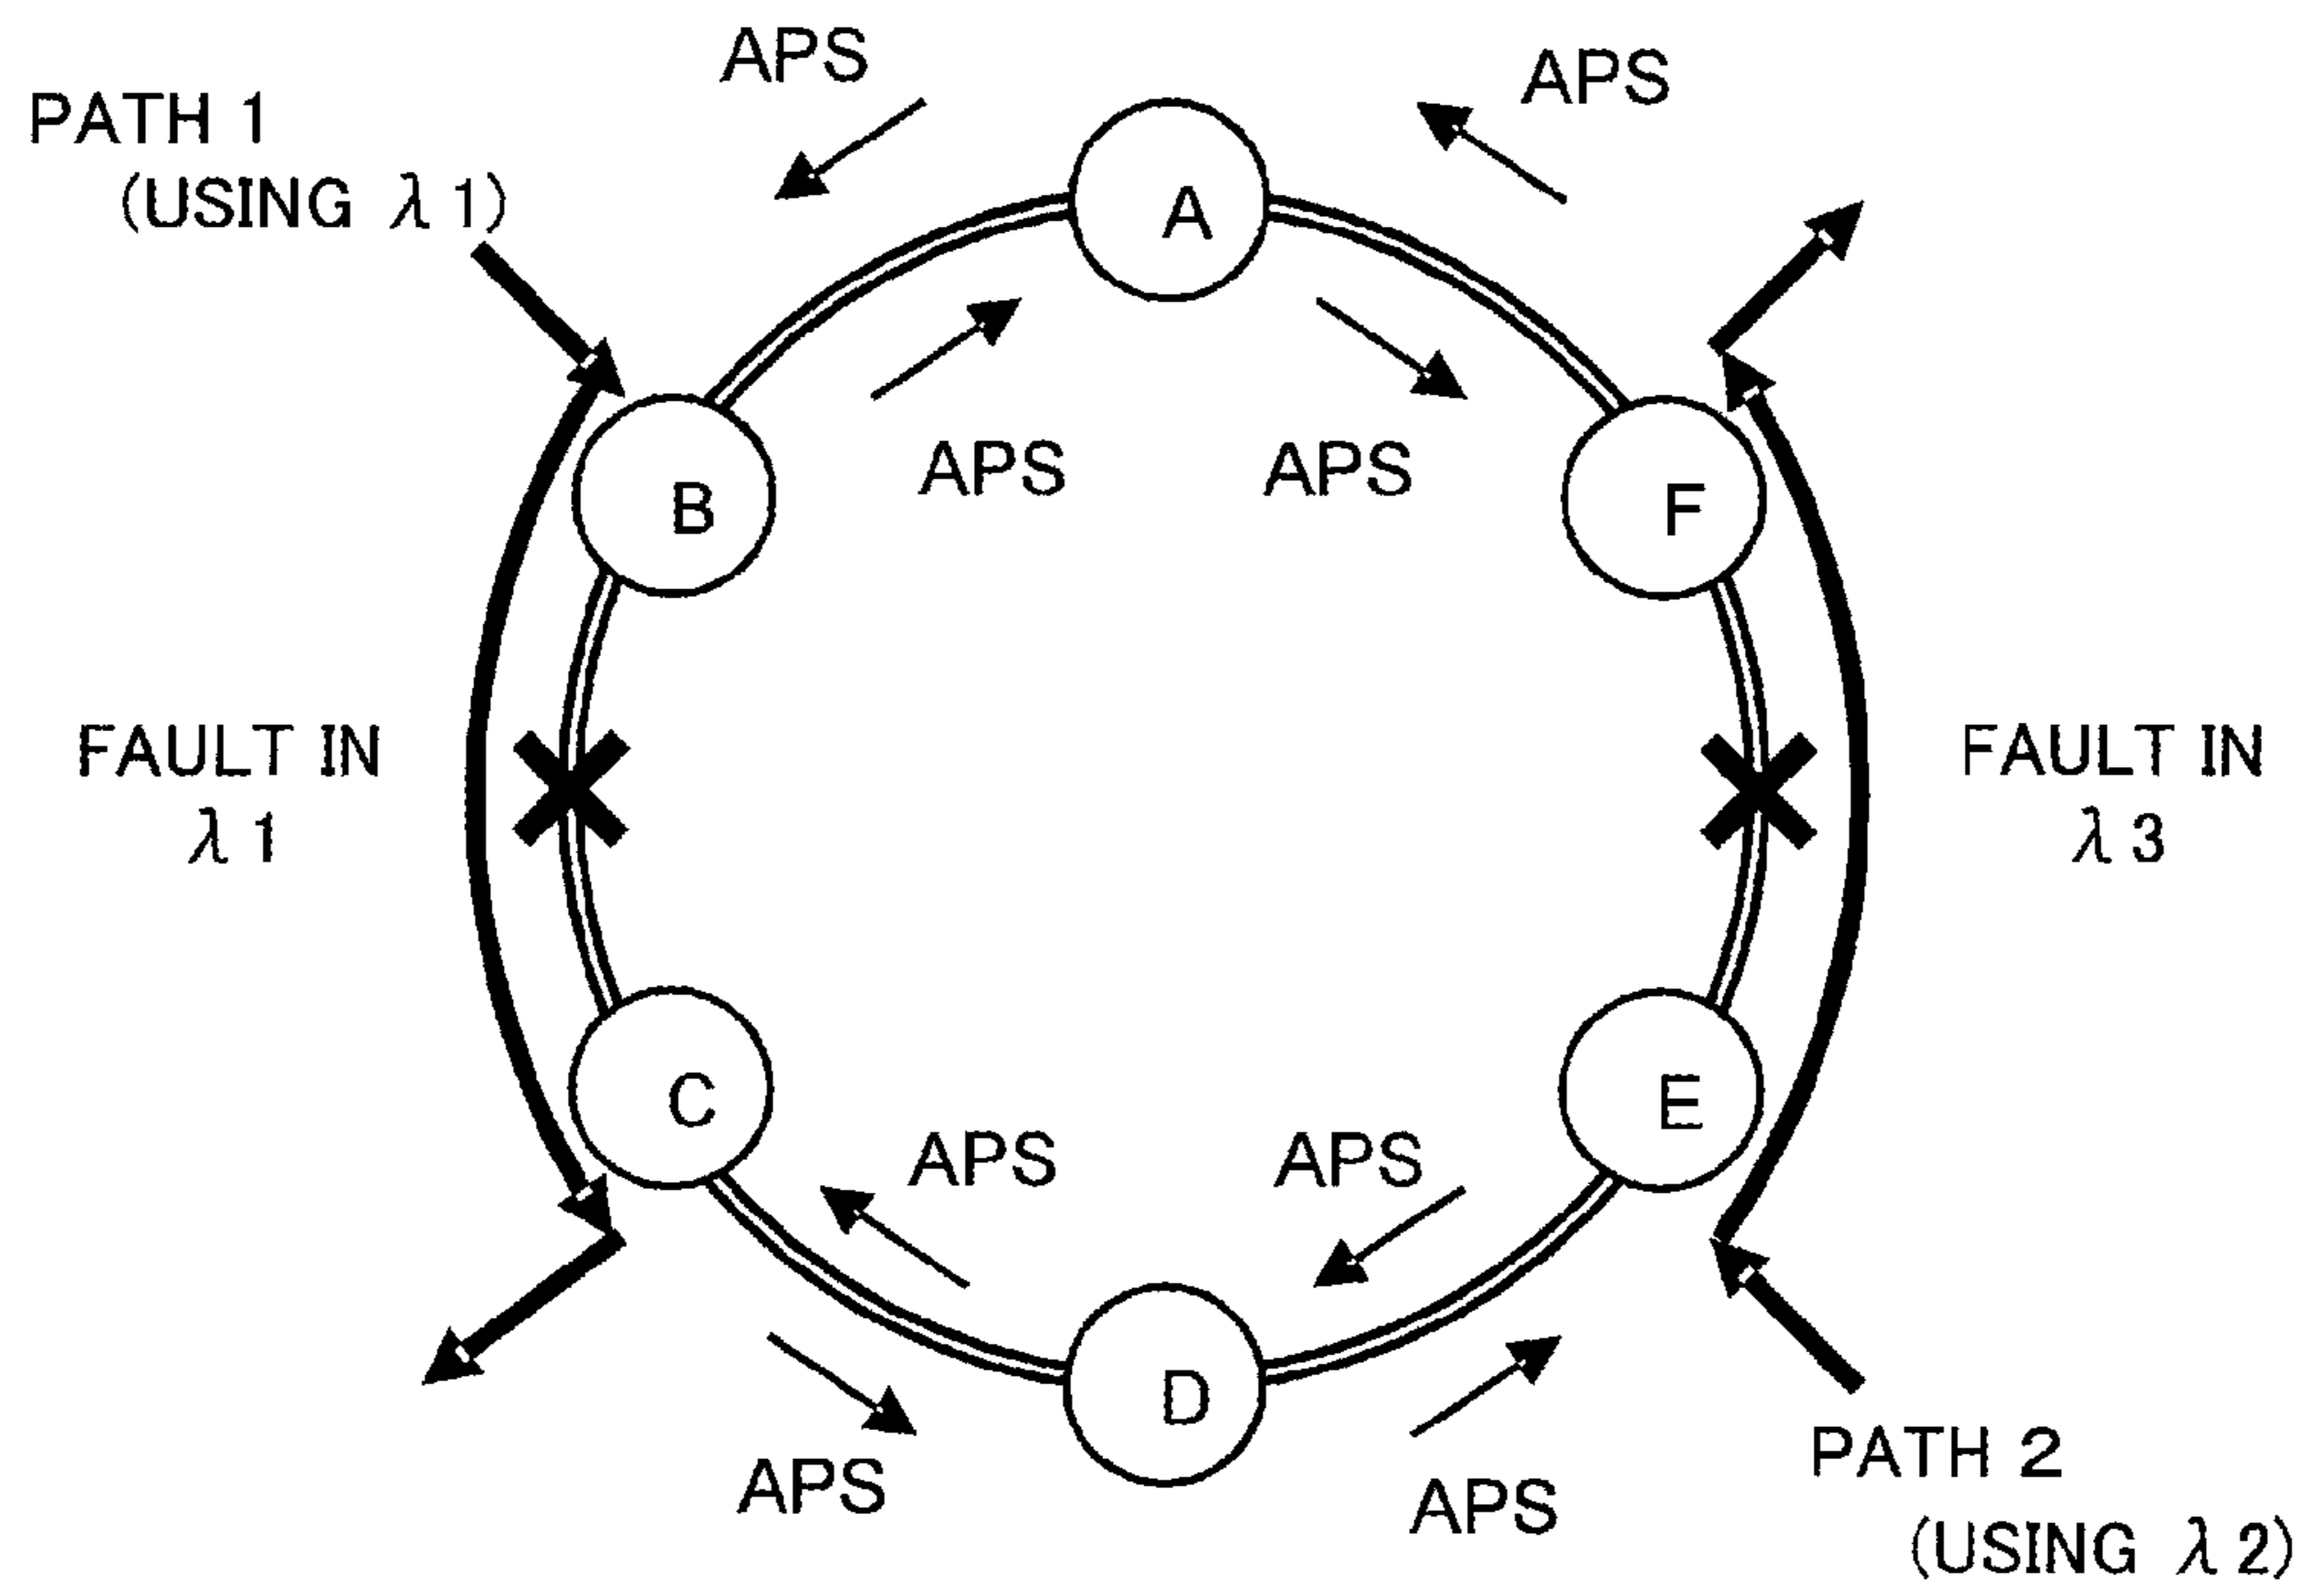 APS
APS
PATH 1
(USING λ1)
A
B
APS
APS
F
FAULT IN
λ1
FAULT IN
λ3
C
APS
APS
E
D
APS
APS
PATH 2
(USING λ2)